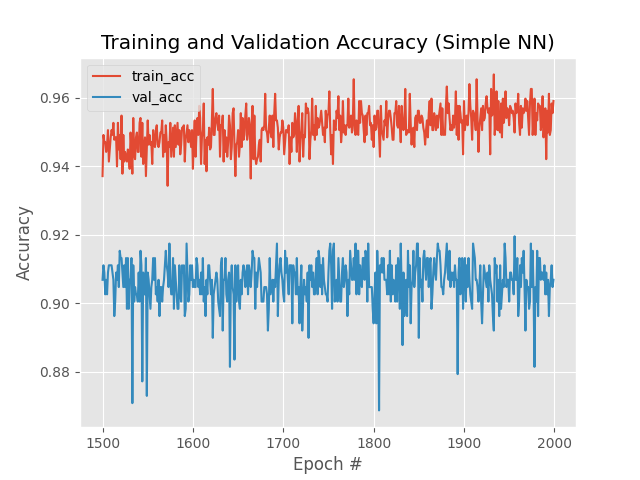 Training and Validation Accuracy (Simple NN)
train_acc
val_acc
0.96
0.94
0.92
0.90
0.88
Accuracy
1500 1600 1700 1800 1900 2000
Epoch #